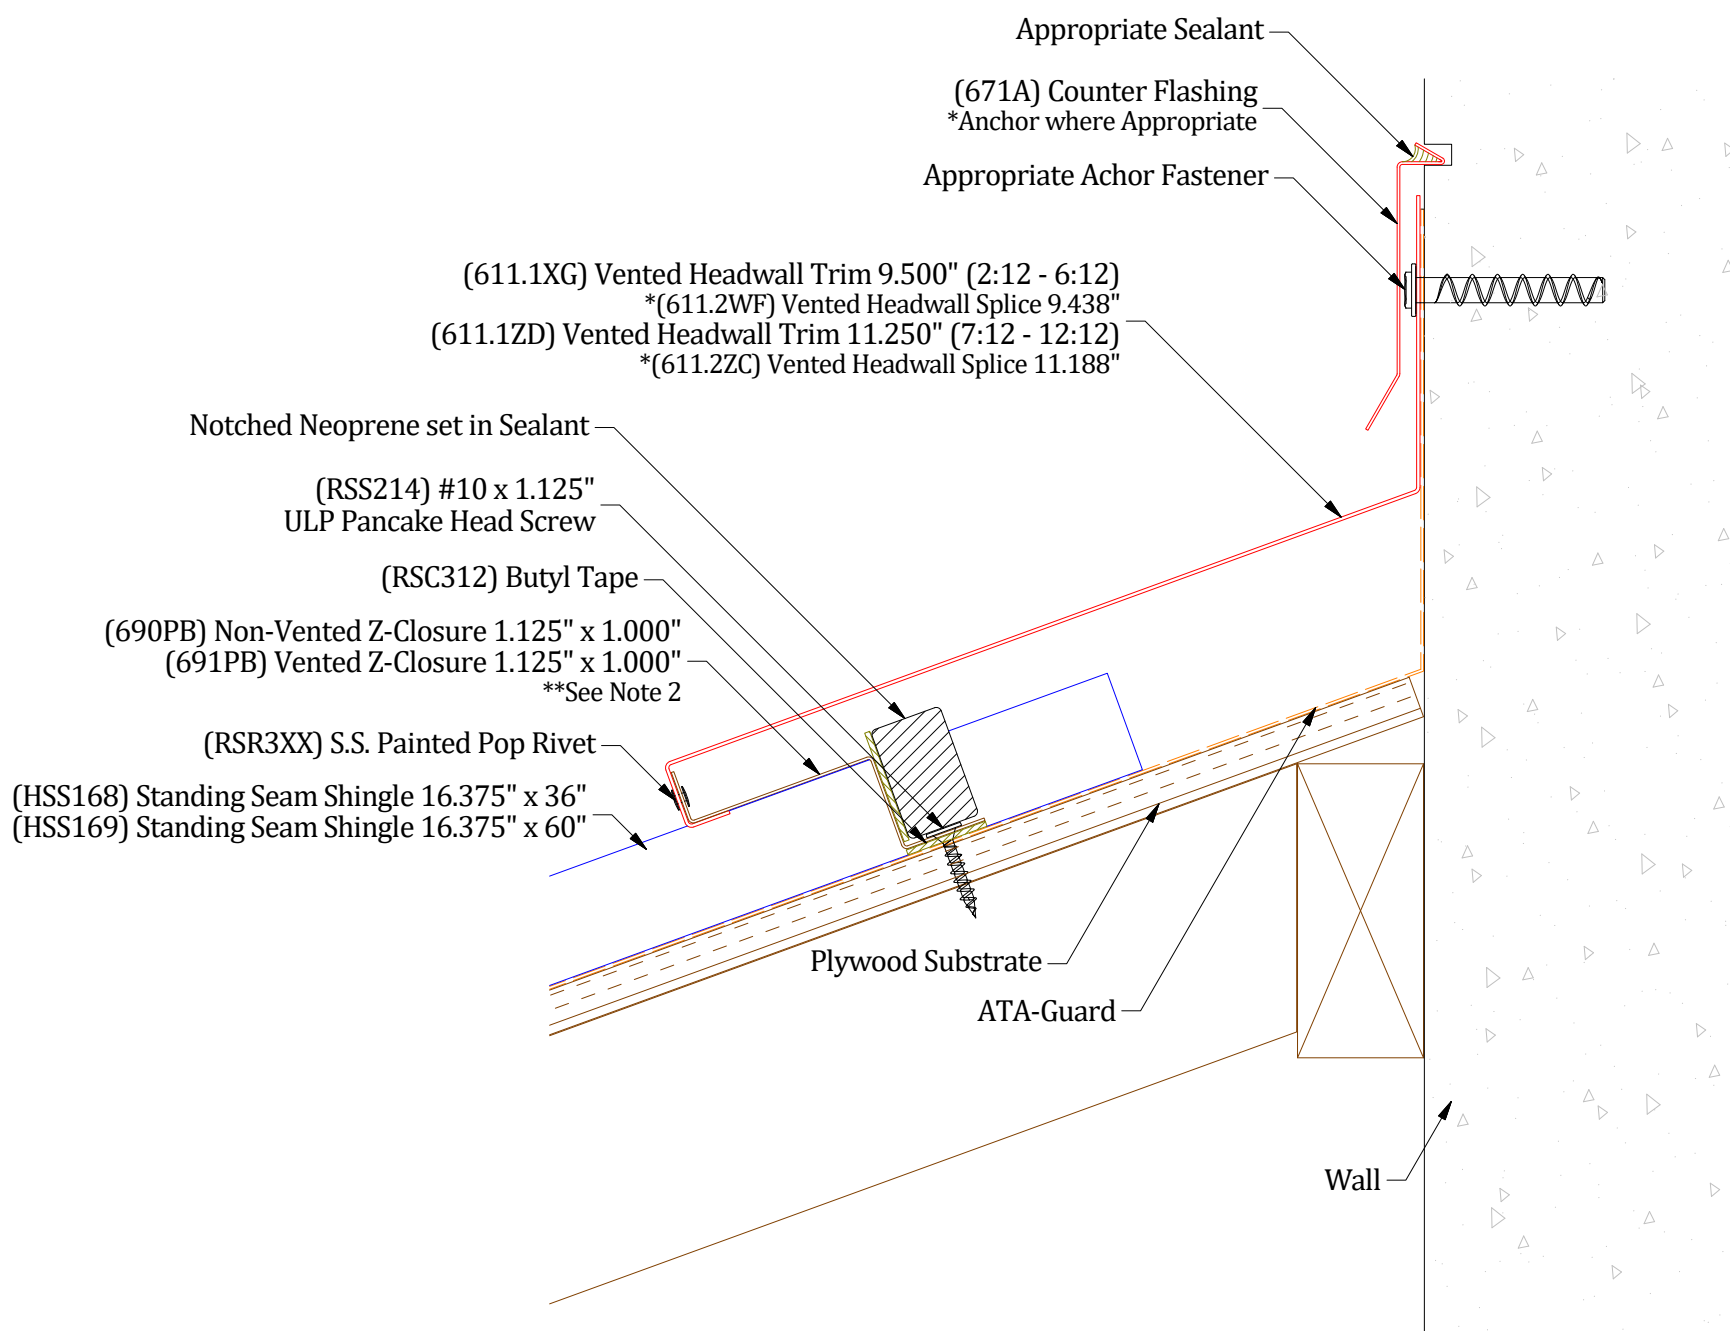 Appropriate Sealant
(671A) Counter Flashing
*Anchor where Appropriate
Appropriate Achor Fastener
(611.1XG) Vented Headwall Trim 9.500" (2:12 - 6:12)
*(611.2WF) Vented Headwall Splice 9.438"
(611.1ZD) Vented Headwall Trim 11.250" (7:12 - 12:12)
*(611.2ZC) Vented Headwall Splice 11.188"
Notched Neoprene set in Sealant
(RSS214) #10 x 1.125"
ULP Pancake Head Screw
(RSC312) Butyl Tape
(690PB) Non-Vented Z-Closure 1.125" x 1.000"
(691PB) Vented Z-Closure 1.125" x 1.000"
**See Note 2
(RSR3XX) S.S. Painted Pop Rivet
(HSS168) Standing Seam Shingle 16.375" x 36"
(HSS169) Standing Seam Shingle 16.375" x 60"
Plywood Substrate
ATA-Guard
Wall